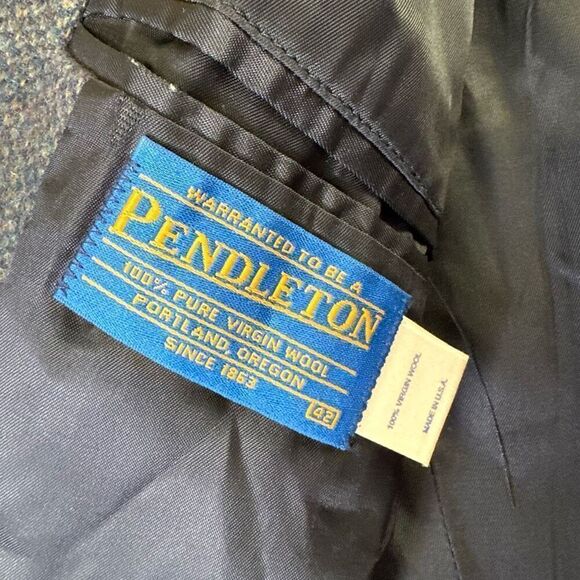 WARRANTED TO BE A
PENDLETON
100% PURE VIRGIN WOOL
PORTLAND, OREGON
SINCE 1863
42
100% VIRGIN WOOL
MADE IN U.S.A.